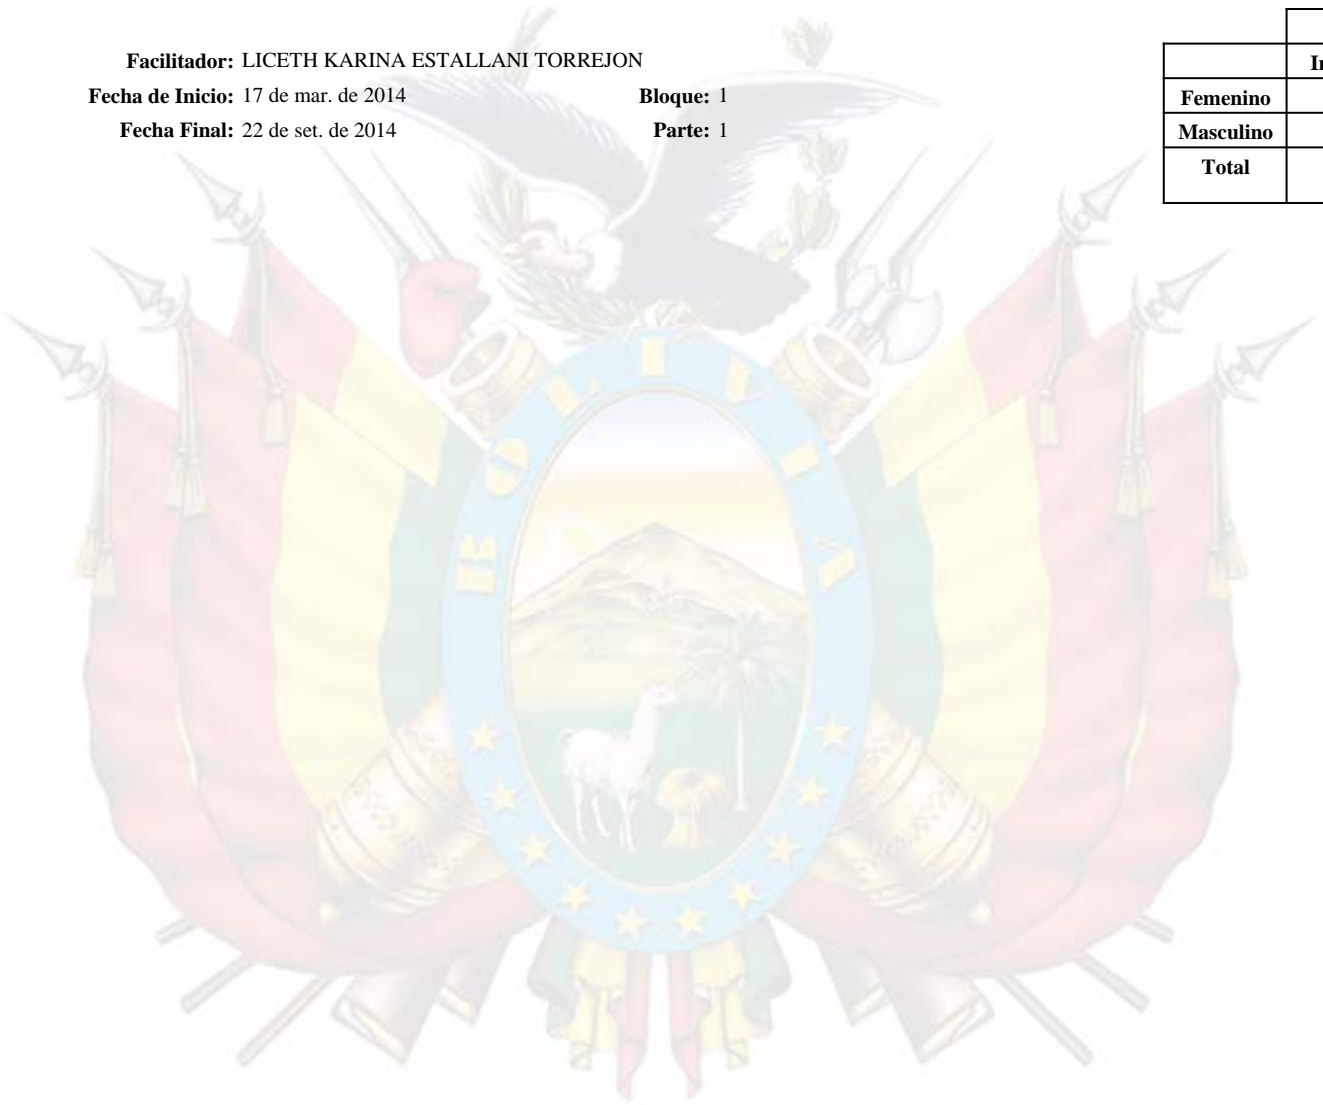 Facilitador: LICETH KARINA ESTALLANI TORREJON
Fecha de Inicio: 17 de mar. de 2014 Bloque: 1
Fecha Final: 22 de set. de 2014 Parte: 1
Femenino
Masculino
Total
BOLIVIA